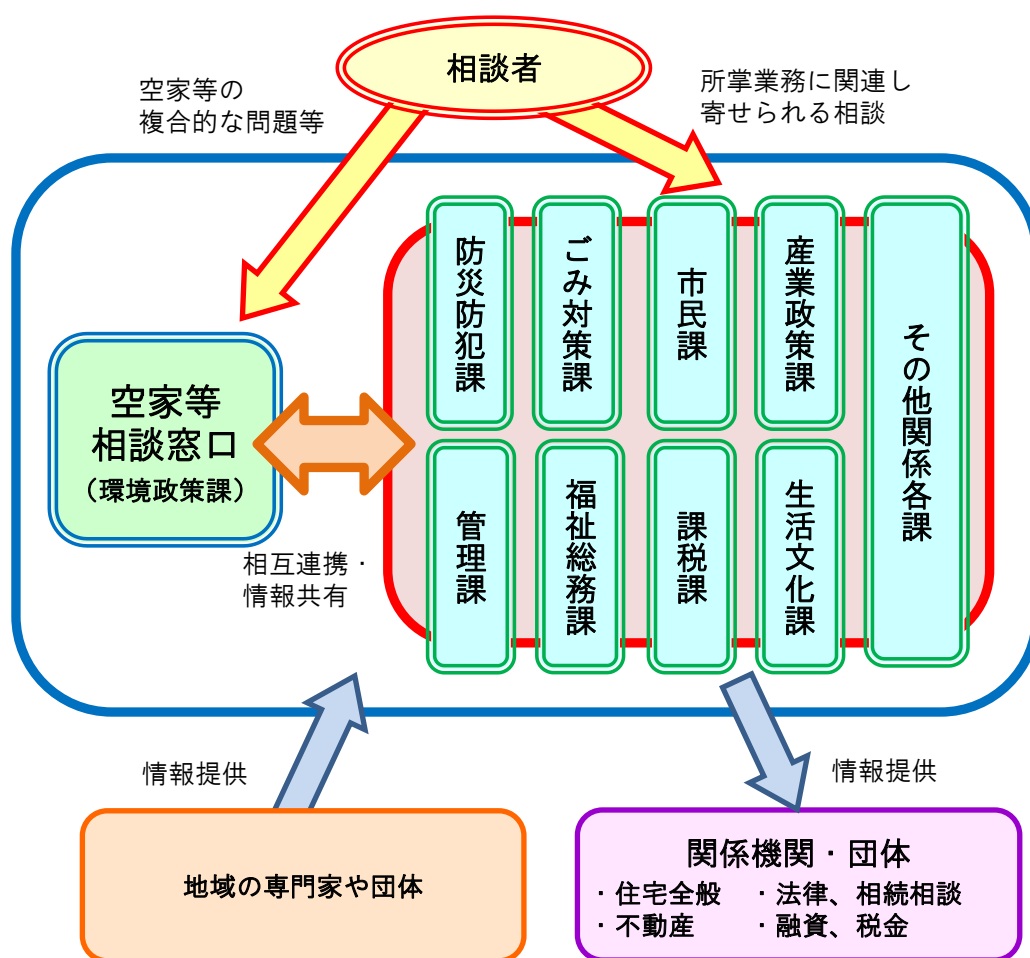 相談者
空家等の
複合的な問題等
所掌業務に関連し
寄せられる相談
防災防犯課
ごみ対策課
市民課
産業政策課
その他関係各課
空家等
相談窓口
（環境政策課）
管理課
福祉総務課
課税課
生活文化課
相互連携・
情報共有
情報提供
情報提供
地域の専門家や団体
関係機関・団体
・住宅全般　・法律、相続相談
・不動産　・融資、税金